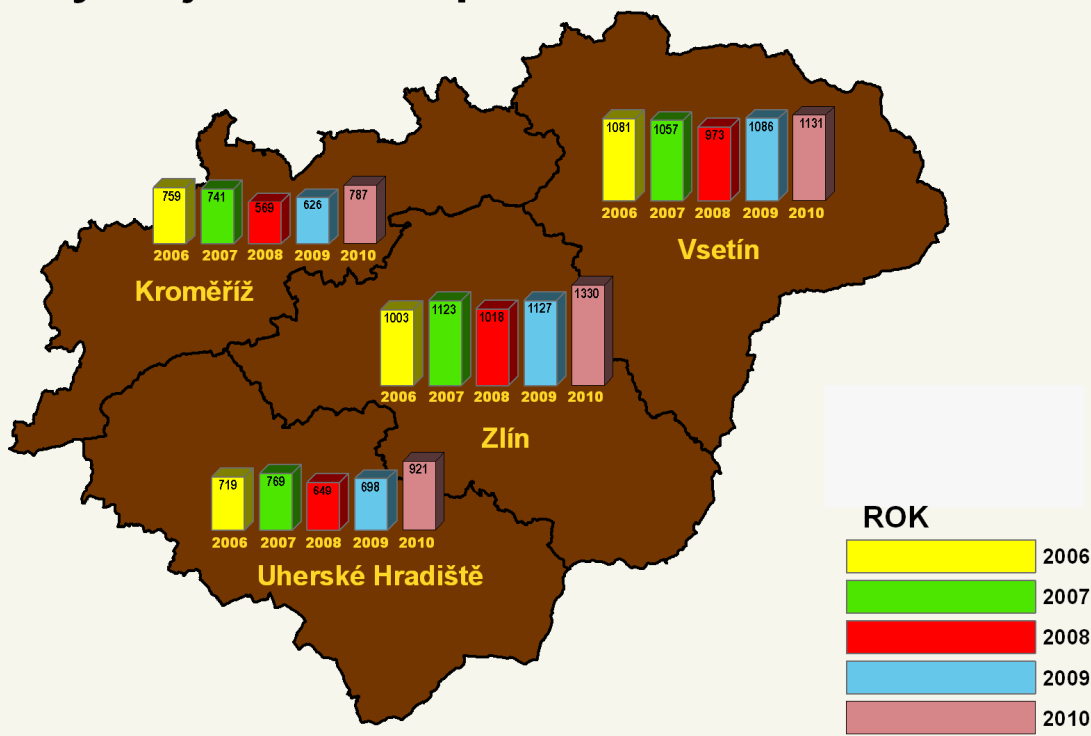 1081 1057 973 1086 1131
2006 2007 2008 2009 2010
Vsetín
759 741 569 626 787
2006 2007 2008 2009 2010
Kroměříž
1003 1123 1018 1127 1330
2006 2007 2008 2009 2010
Zlín
719 769 649 698 921
2006 2007 2008 2009 2010
Uherské Hradiště
ROK
2006
2007
2008
2009
2010